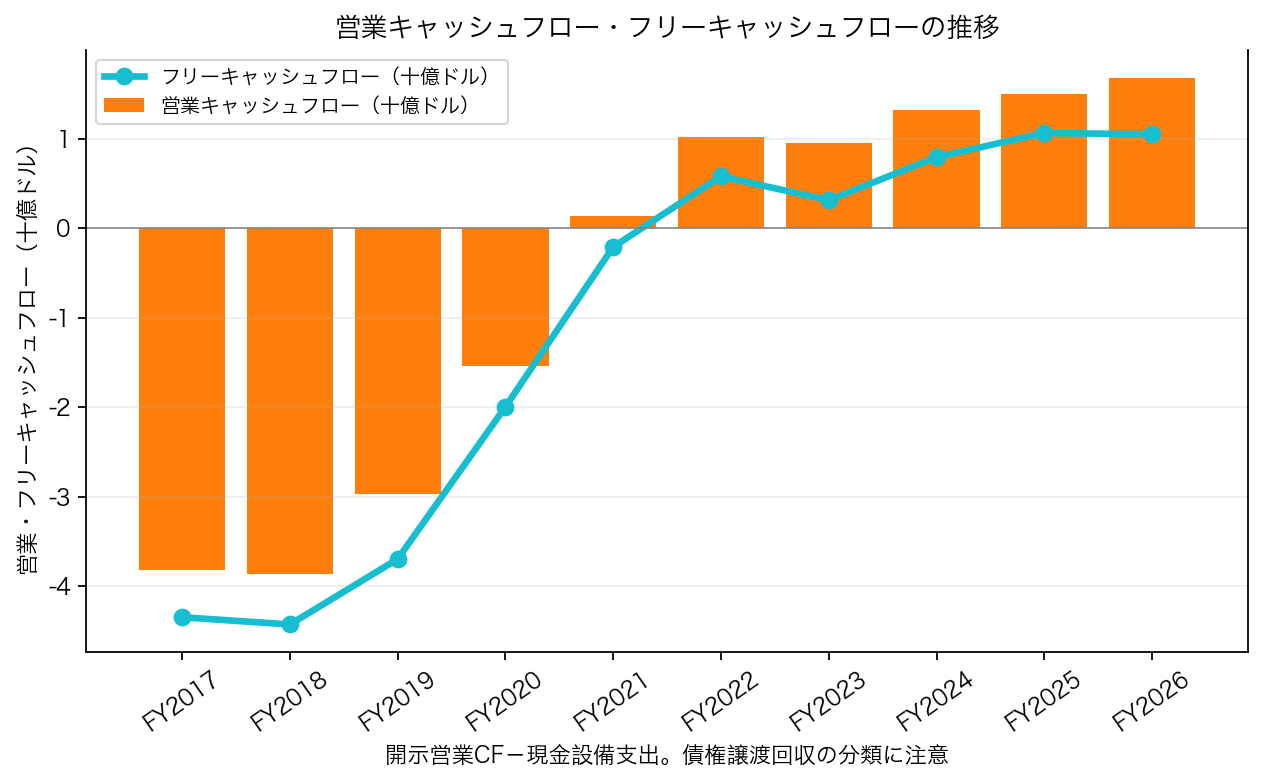 営業キャッシュフロー・フリーキャッシュフローの推移
フリーキャッシュフロー（十億ドル）
営業キャッシュフロー（十億ドル）
営業・フリーキャッシュフロー（十億ドル）
1
0
-1
-2
-3
-4
FY2017
FY2018
FY2019
FY2020
FY2021
FY2022
FY2023
FY2024
FY2025
FY2026
開示営業CF－現金設備支出。債権譲渡回収の分類に注意